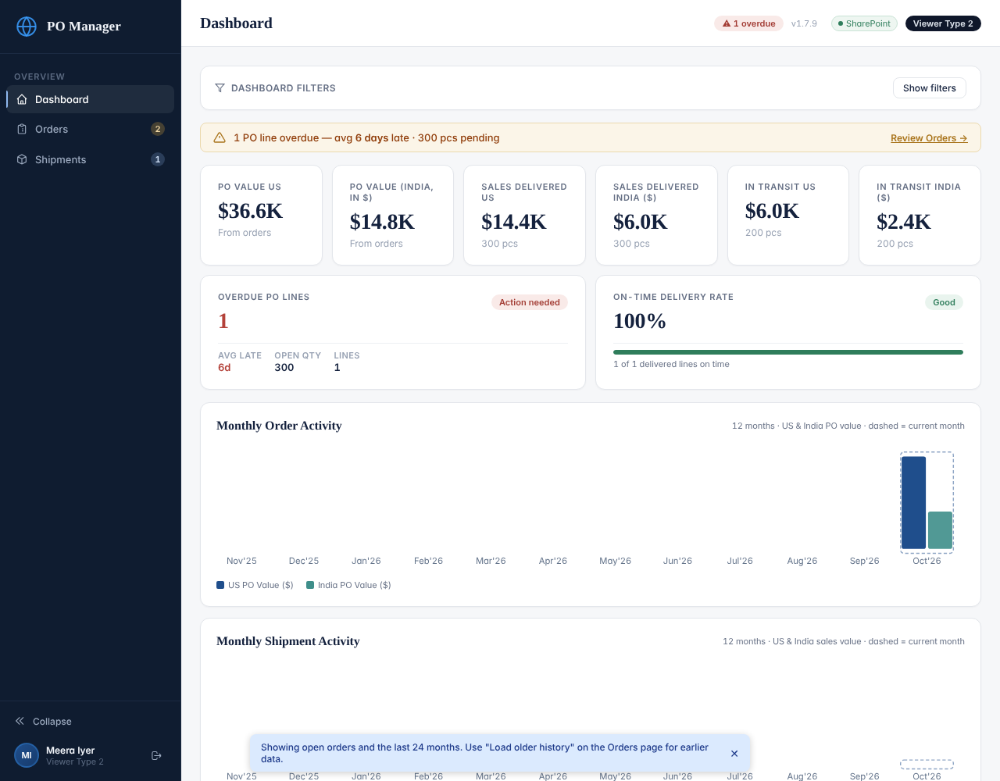 PO Manager
OVERVIEW
Dashboard
Orders
2
Shipments
1
Collapse
MI
Meera Iyer
Viewer Type 2
Dashboard
1 overdue
v1.7.9
SharePoint
Viewer Type 2
DASHBOARD FILTERS
Show filters
1 PO line overdue — avg 6 days late · 300 pcs pending
Review Orders →
PO VALUE US
$36.6K
From orders
PO VALUE (INDIA,
IN $)
$14.8K
From orders
SALES DELIVERED
US
$14.4K
300 pcs
SALES DELIVERED
INDIA ($)
$6.0K
300 pcs
IN TRANSIT US
$6.0K
200 pcs
IN TRANSIT INDIA
($)
$2.4K
200 pcs
OVERDUE PO LINES
Action needed
1
AVG LATE OPEN QTY LINES
6d 300 1
ON-TIME DELIVERY RATE
Good
100%
1 of 1 delivered lines on time
Monthly Order Activity
12 months · US & India PO value · dashed = current month
Nov'25 Dec'25 Jan'26 Feb'26 Mar'26 Apr'26 May'26 Jun'26 Jul'26 Aug'26 Sep'26 Oct'26
US PO Value ($) India PO Value ($)
Monthly Shipment Activity
12 months · US & India sales value · dashed = current month
Showing open orders and the last 24 months. Use "Load older history" on the Orders page for earlier
data.
Nov'25 Dec'25 Jan'26 Feb'26 Mar'26 Apr'26 May'26 Jun'26 Jul'26 Aug'26 Sep'26 Oct'26